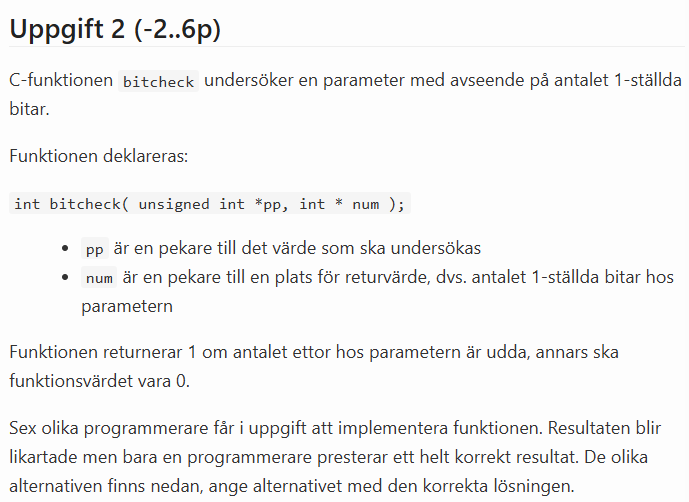 Uppgift 2 (-2..6p)
C-funktionen bitcheck undersöker en parameter med avseende på antalet 1-ställda
bitar.
Funktionen deklareras:
int bitcheck( unsigned int *pp, int * num );
• pp är en pekare till det värde som ska undersökas
• num är en pekare till en plats för returvärde, dvs. antalet 1-ställda bitar hos
parametern
Funktionen returnerar 1 om antalet ettor hos parametern är udda, annars ska
funktionsvärdet vara 0.
Sex olika programmerare får i uppgift att implementera funktionen. Resultaten blir
likartade men bara en programmerare presterar ett helt korrekt resultat. De olika
alternativen finns nedan, ange alternativet med den korrekta lösningen.